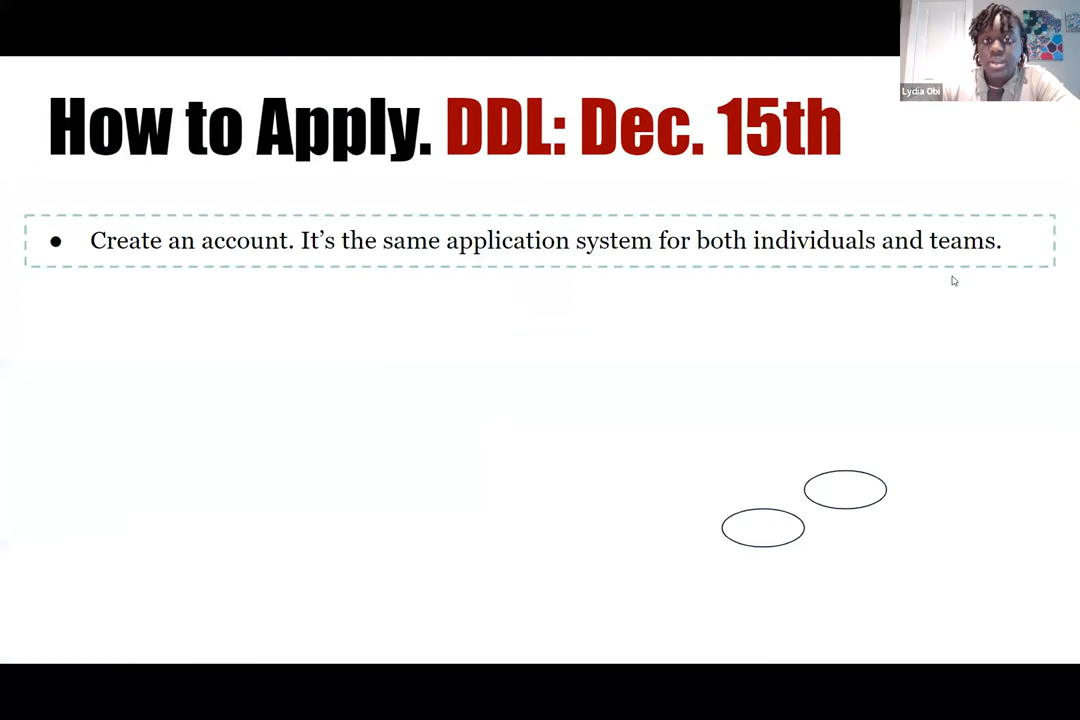 Lydia Obi
How to Apply. DDL: Dec. 15th
● Create an account. It’s the same application system for both individuals and teams.